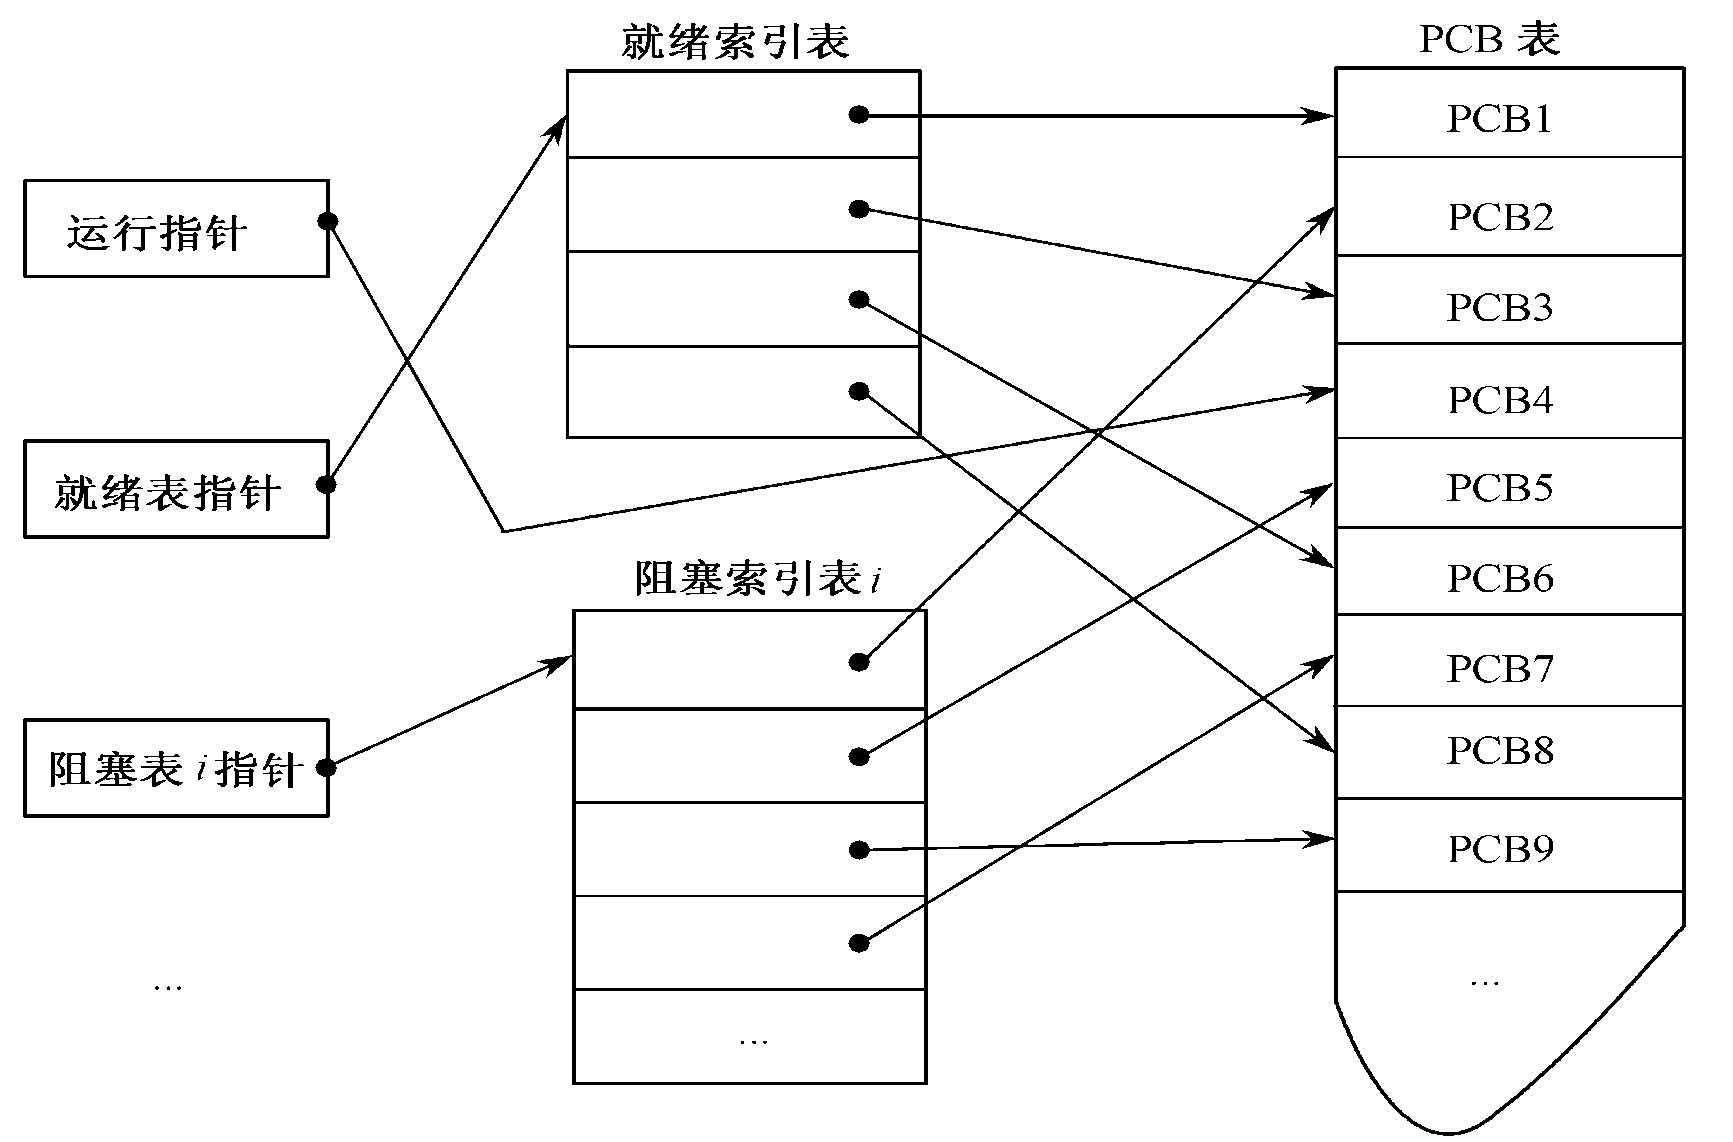 就绪索引表
PCB 表
运行指针
就绪表指针
阻塞表 i 指针
...
阻塞索引表 i
...
PCB1
PCB2
PCB3
PCB4
PCB5
PCB6
PCB7
PCB8
PCB9
...